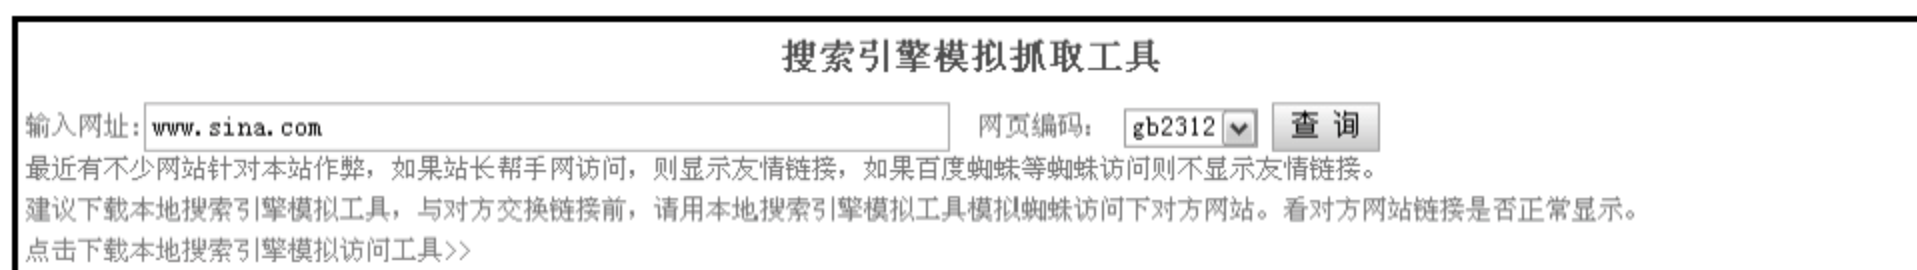 搜索引擎模拟抓取工具
输入网址: www.sina.com 网页编码: gb2312 查 询
最近有不少网站针对本站作弊，如果站长帮手网访问，则显示友情链接，如果百度蜘蛛等蜘蛛访问则不显示友情链接。
建议下载本地搜索引擎模拟工具，与对方交换链接前，请用本地搜索引擎模拟工具模拟蜘蛛访问下对方网站。看对方网站链接是否正常显示。
点击下载本地搜索引擎模拟访问工具>>